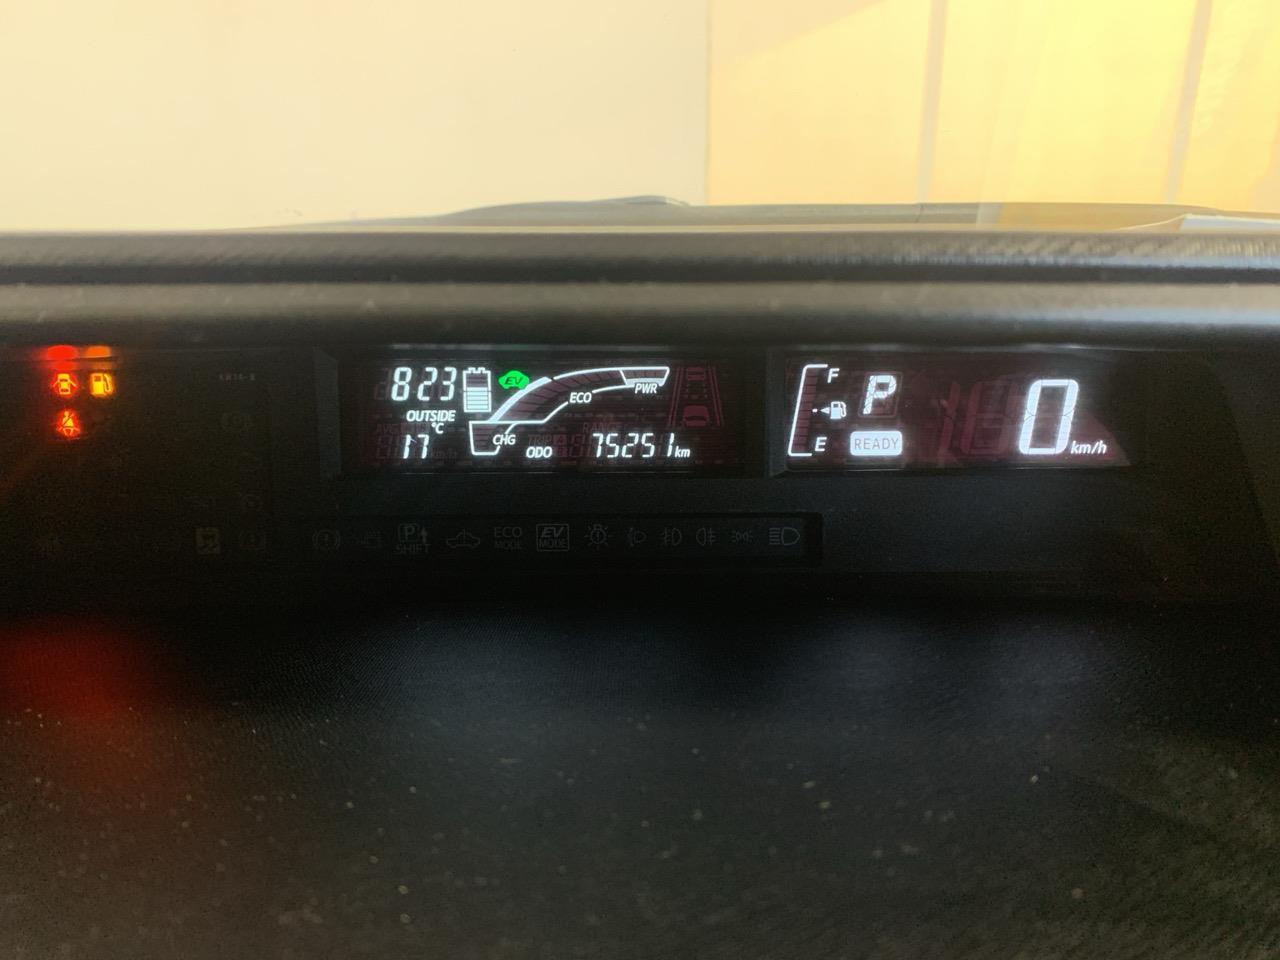 8:23
EV
PWR
ECO
OUTSIDE
°C
17
CHG
TRIP A
ODO
75251 km
F
P
E
READY
0 km/h
P SHIFT
ECO MODE
EV MODE